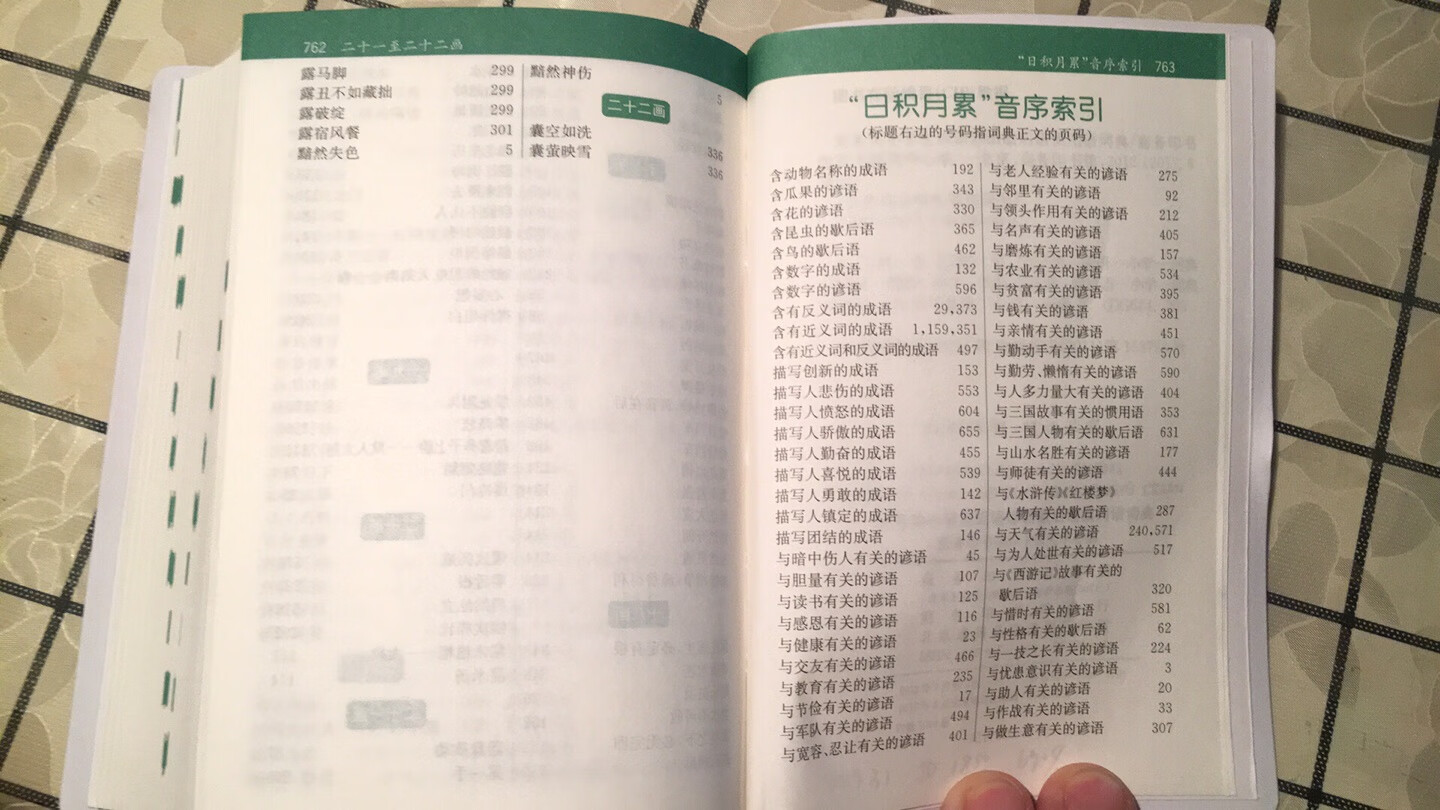 762 二十一至二十二画
露马脚 299
露丑不如藏拙 299
露破绽 299
露宿风餐 301
黯然失色 5
黯然神伤 5
二十二画
囊空如洗 336
囊萤映雪 336
“日积月累”音序索引 763
“日积月累”音序索引
（标题右边的号码指词典正文的页码）
含动物名称的成语 192
含瓜果的谚语 343
含花的谚语 330
含昆虫的歇后语 365
含鸟的歇后语 462
含数字的成语 132
含数字的谚语 596
含有反义词的成语 29,373
含有近义词的成语 1,159,351
含有近义词和反义词的成语 497
描写创新的成语 153
描写人悲伤的成语 553
描写人愤怒的成语 604
描写人骄傲的成语 655
描写人勤奋的成语 455
描写人喜悦的成语 539
描写人勇敢的成语 142
描写人镇定的成语 637
描写团结的成语 146
与暗中伤人有关的谚语 45
与胆量有关的谚语 107
与读书有关的谚语 125
与感恩有关的谚语 116
与健康有关的谚语 23
与交友有关的谚语 466
与教育有关的谚语 235
与节俭有关的谚语 17
与军队有关的谚语 494
与宽容、忍让有关的谚语 401
与老人经验有关的谚语 275
与邻里有关的谚语 92
与领头作用有关的谚语 212
与名声有关的谚语 405
与磨炼有关的谚语 157
与农业有关的谚语 534
与贫富有关的谚语 395
与钱有关的谚语 381
与亲情有关的谚语 451
与勤动手有关的谚语 570
与勤劳、懒惰有关的谚语 590
与人多力量大有关的谚语 404
与三国故事有关的惯用语 353
与三国人物有关的歇后语 631
与山水名胜有关的谚语 177
与师徒有关的谚语 444
与《水浒传》《红楼梦》
人物有关的歇后语 287
与天气有关的谚语 240,571
与为人处世有关的谚语 517
与《西游记》故事有关的
歇后语 320
与惜时有关的谚语 581
与性格有关的歇后语 62
与一技之长有关的谚语 224
与忧患意识有关的谚语 3
与助人有关的谚语 20
与作战有关的谚语 33
与做生意有关的谚语 307